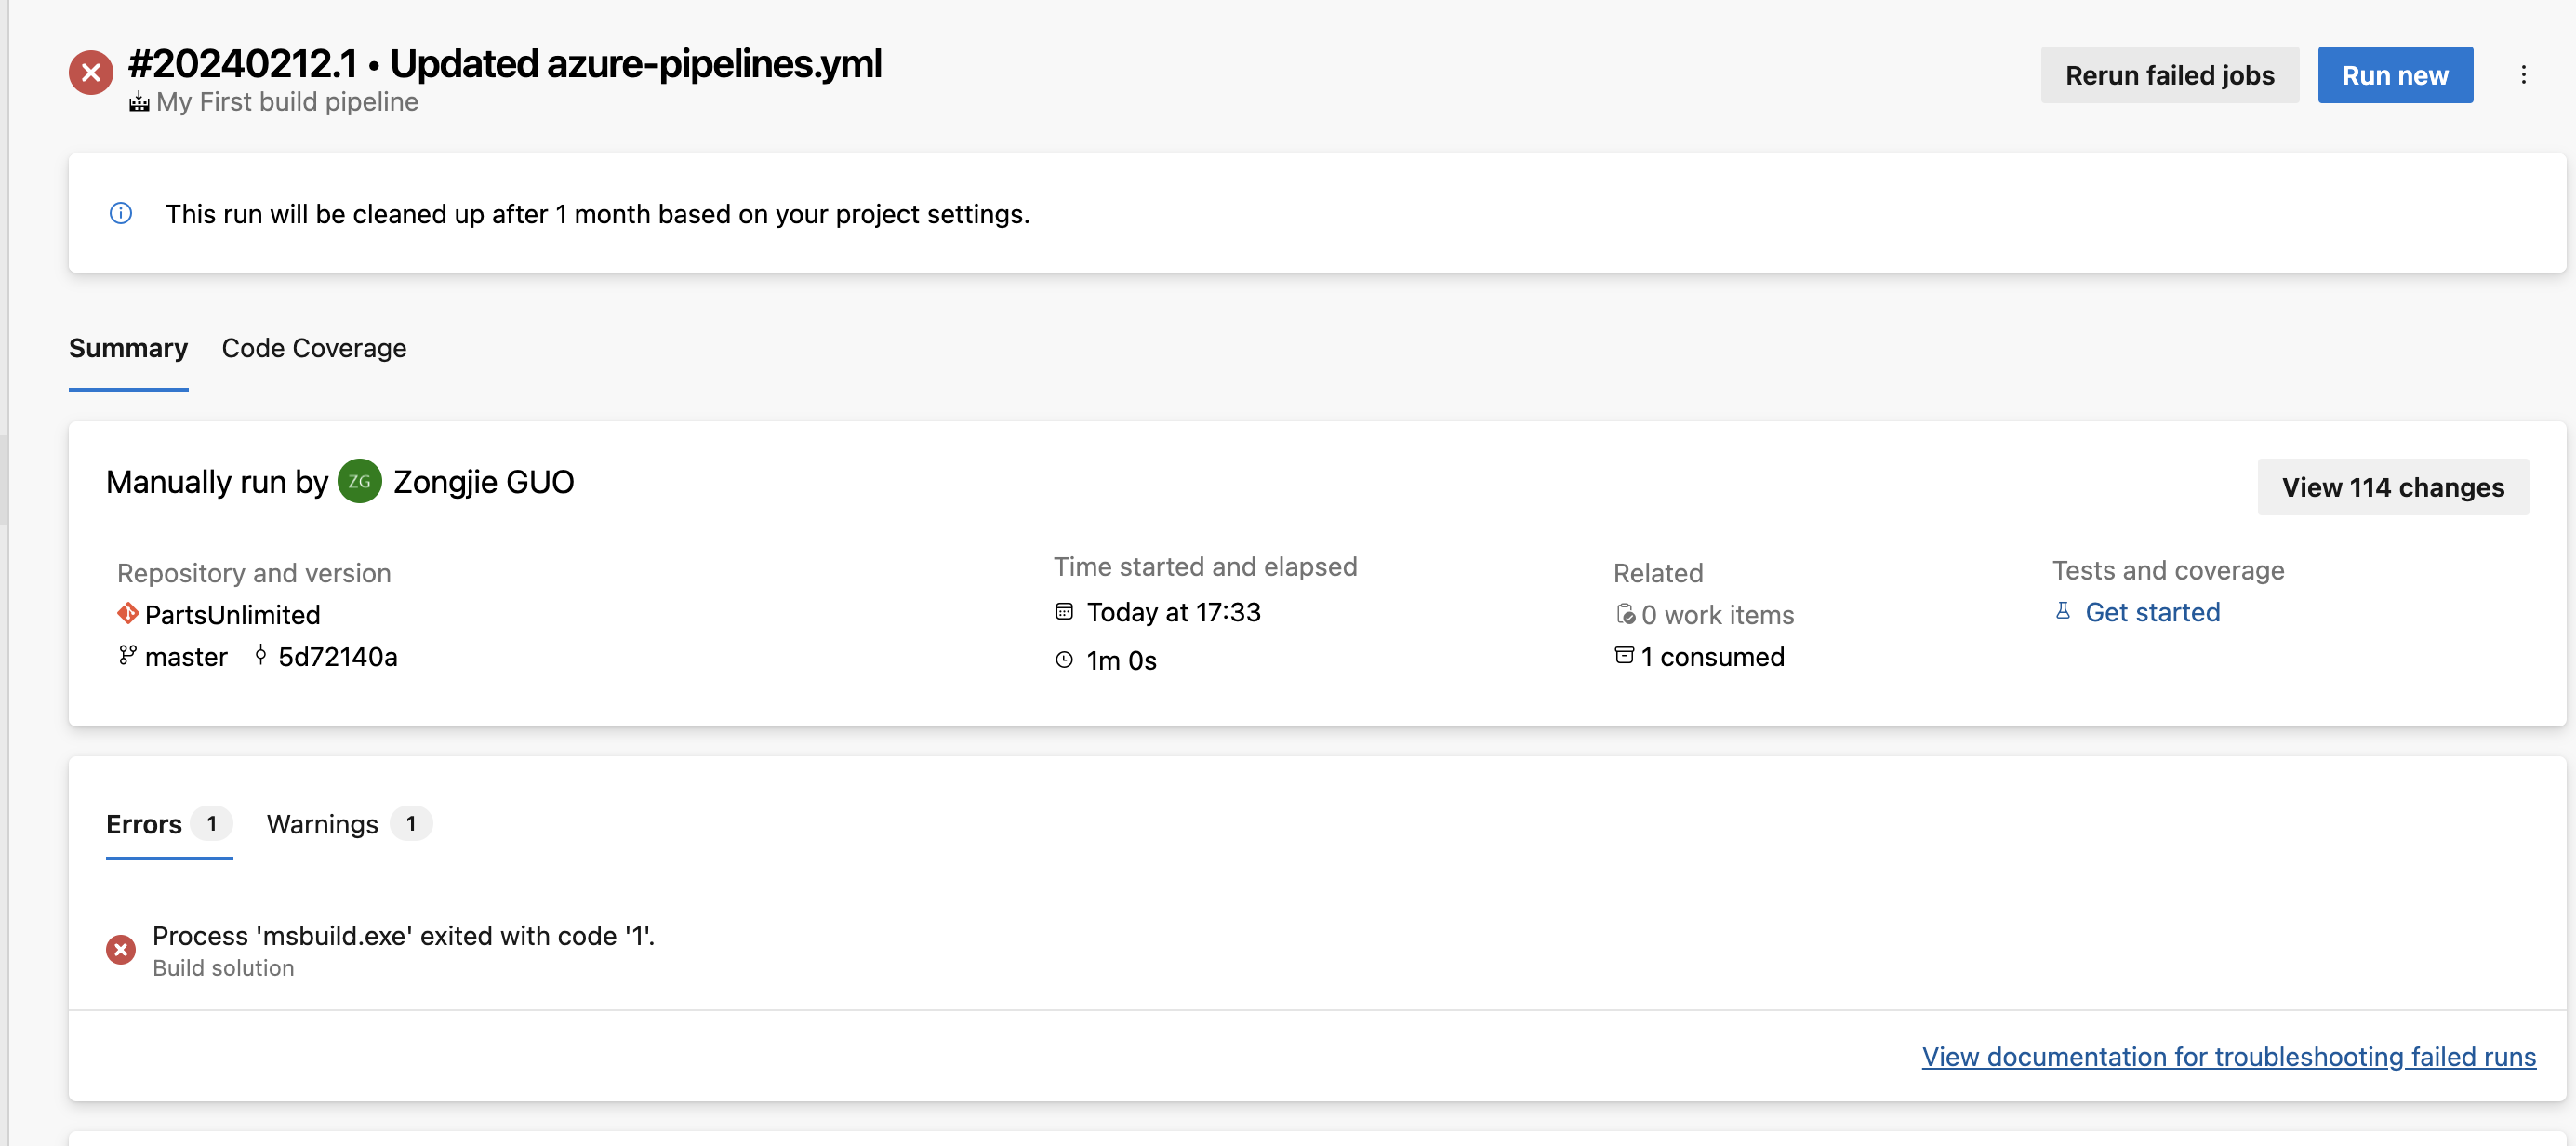 #20240212.1 • Updated azure-pipelines.yml
My First build pipeline
Rerun failed jobs
Run new
This run will be cleaned up after 1 month based on your project settings.
Summary
Code Coverage
Manually run by ZG Zongjie GUO
View 114 changes
Repository and version
PartsUnlimited
master 5d72140a
Time started and elapsed
Today at 17:33
1m 0s
Related
0 work items
1 consumed
Tests and coverage
Get started
Errors 1
Warnings 1
Process 'msbuild.exe' exited with code '1'.
Build solution
View documentation for troubleshooting failed runs